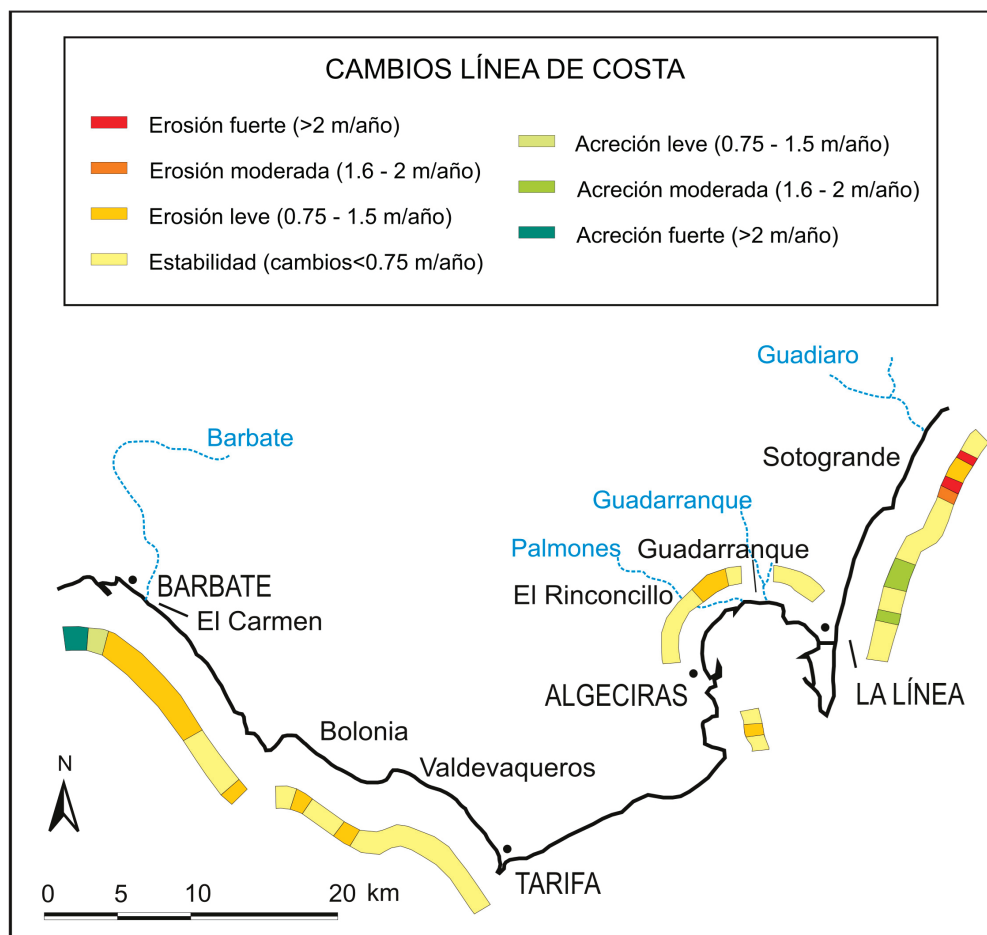 CAMBIOS LÍNEA DE COSTA
Erosión fuerte (>2 m/año)
Erosión moderada (1.6 - 2 m/año)
Erosión leve (0.75 - 1.5 m/año)
Estabilidad (cambios<0.75 m/año)
Acreción leve (0.75 - 1.5 m/año)
Acreción moderada (1.6 - 2 m/año)
Acreción fuerte (>2 m/año)
Guadiaro
Barbate
Sotogrande
Guadarranque
Palmones
Guadarranque
BARBATE
El Rinconcillo
El Carmen
ALGECIRAS
LA LÍNEA
Bolonia
Valdevaqueros
N
TARIFA
0 5 10 20 km